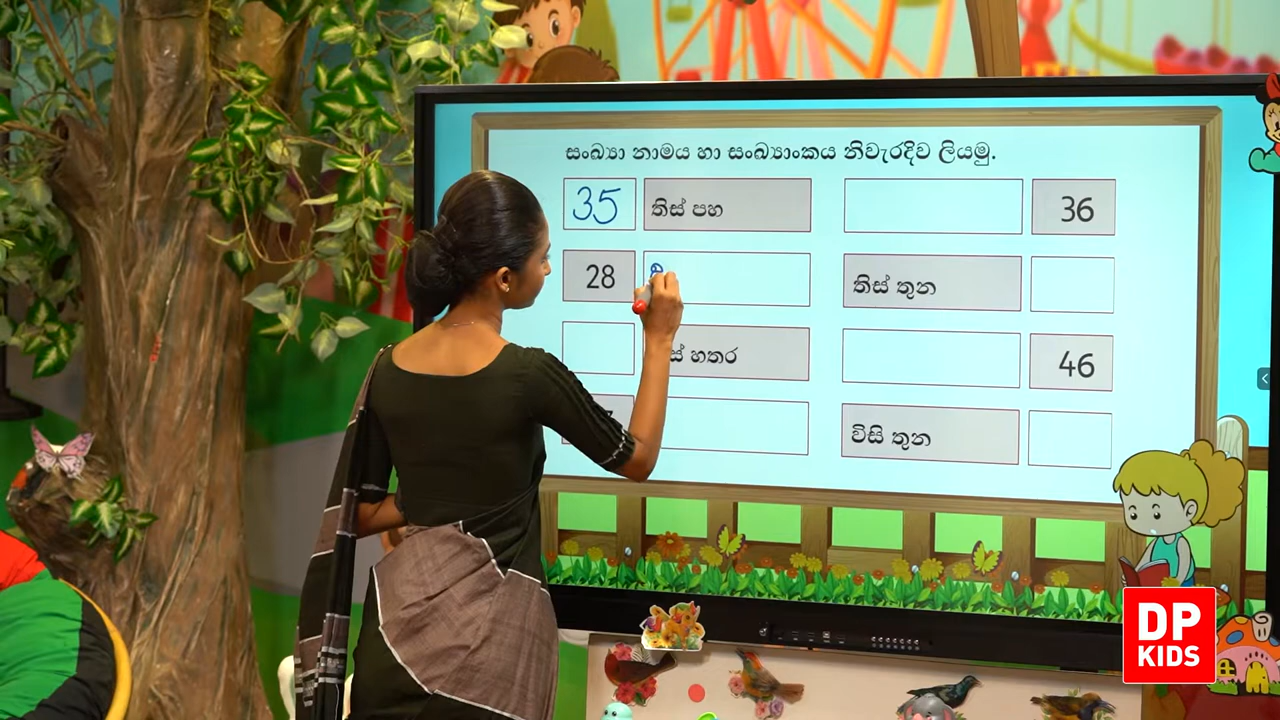 සංඛ්‍යා නාමය හා සංඛ්‍යාංකය නිවැරදිව ලියමු.
35 තිස් පහ 36
28 තිස් තුන
හතර 46
විසි තුන
DP
KIDS